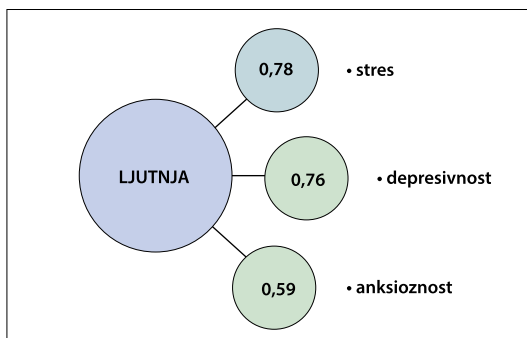 0,78 • stres
LJUTNJA 0,76 • depresivnost
0,59 • anksioznost